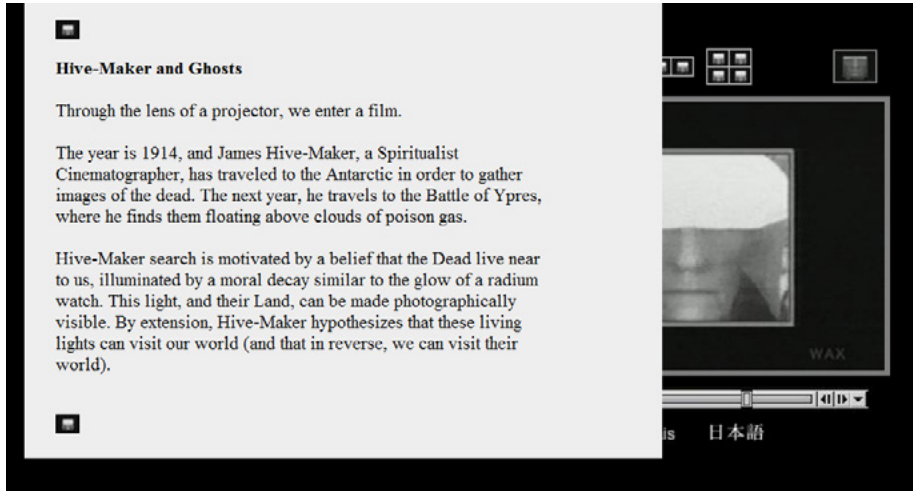 Hive-Maker and Ghosts
Through the lens of a projector, we enter a film.
The year is 1914, and James Hive-Maker, a Spiritualist
Cinematographer, has traveled to the Antarctic in order to gather
images of the dead. The next year, he travels to the Battle of Ypres,
where he finds them floating above clouds of poison gas.
Hive-Maker search is motivated by a belief that the Dead live near
to us, illuminated by a moral decay similar to the glow of a radium
watch. This light, and their Land, can be made photographically
visible. By extension, Hive-Maker hypothesizes that these living
lights can visit our world (and that in reverse, we can visit their
world).
WAX
is 日本語